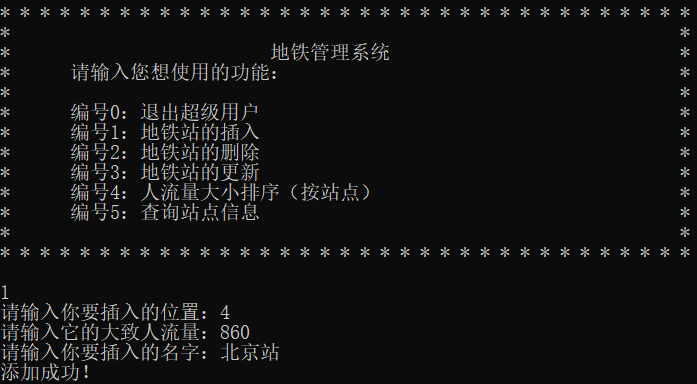 * * * * * * * * * * * * * * * * * * * * * * * * * * * * * * * * * * *
* *
* 地铁管理系统 *
* 请输入您想使用的功能： *
* *
* 编号0：退出超级用户 *
* 编号1：地铁站的插入 *
* 编号2：地铁站的删除 *
* 编号3：地铁站的更新 *
* 编号4：人流量大小排序（按站点） *
* 编号5：查询站点信息 *
* *
* * * * * * * * * * * * * * * * * * * * * * * * * * * * * * * * * * *
1
请输入你要插入的位置：4
请输入它的大致人流量：860
请输入你要插入的名字：北京站
添加成功！